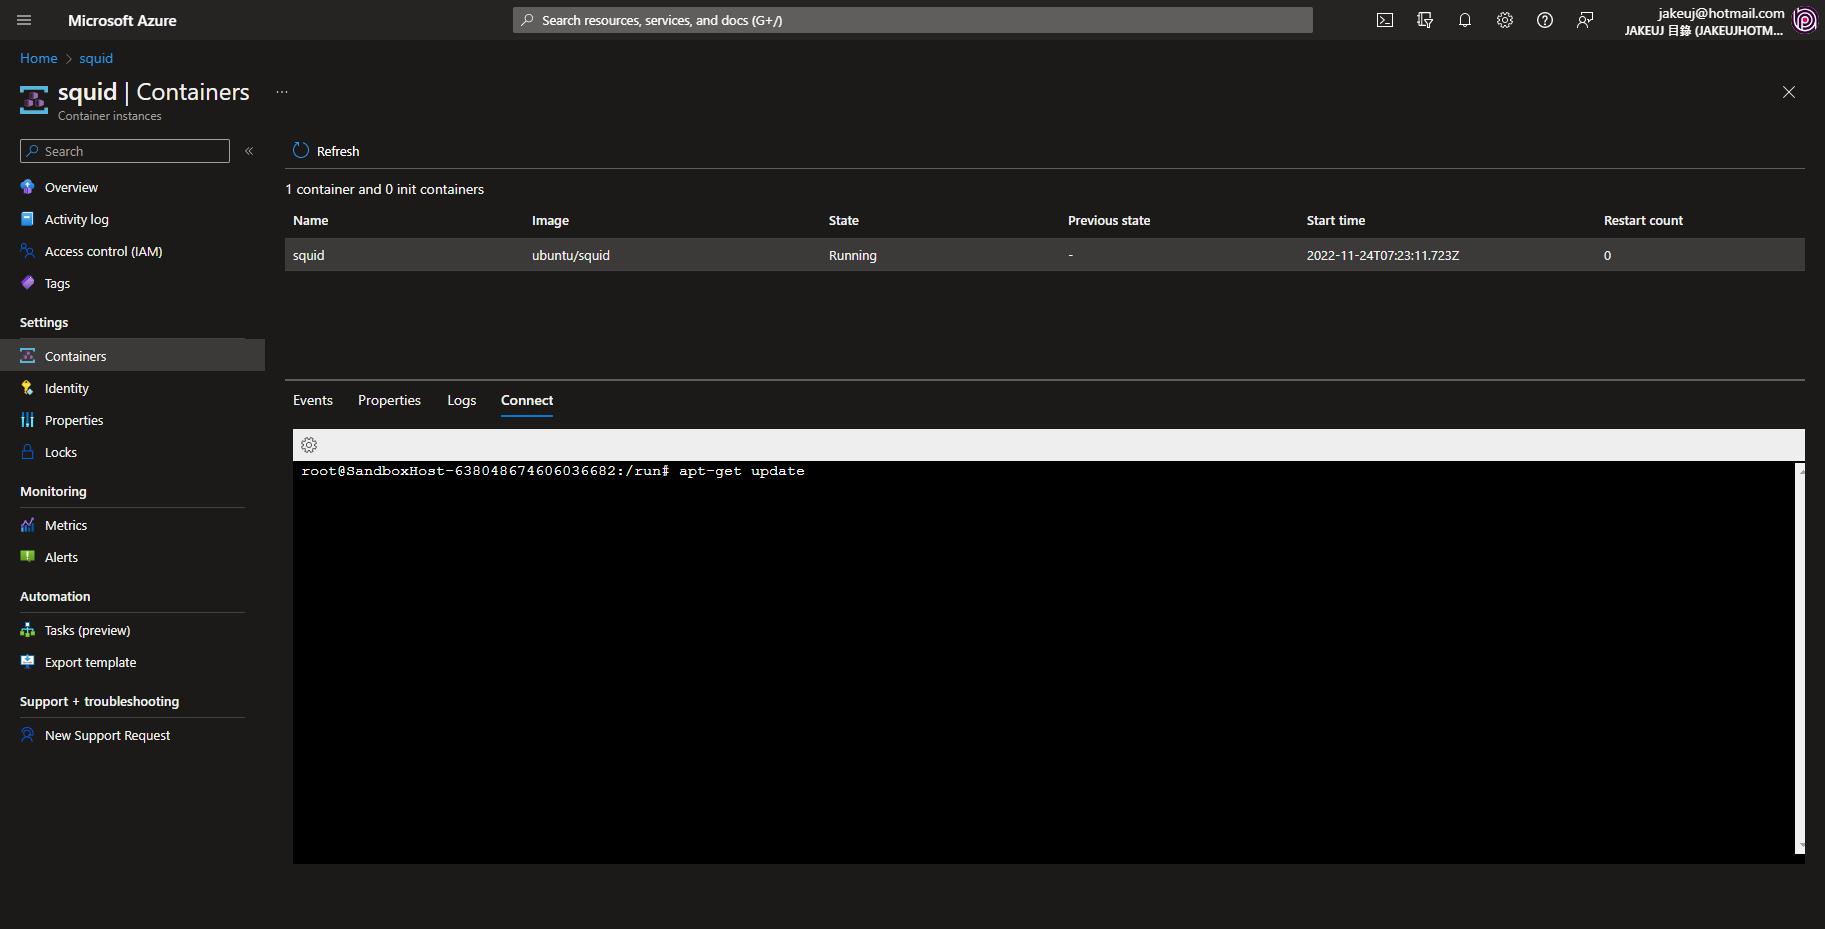 Microsoft Azure
Search resources, services, and docs (G+/)
jakeuj@hotmail.com
JAKEUJ 目錄 (JAKEUJHOTM...
Home > squid
squid | Containers ...
Container instances
Search
«
Overview
Activity log
Access control (IAM)
Tags
Settings
Containers
Identity
Properties
Locks
Monitoring
Metrics
Alerts
Automation
Tasks (preview)
Export template
Support + troubleshooting
New Support Request
Refresh
1 container and 0 init containers
Name Image State Previous state Start time Restart count
squid ubuntu/squid Running - 2022-11-24T07:23:11.723Z 0
Events Properties Logs Connect
root@SandboxHost-638048674606036682:/run# apt-get update